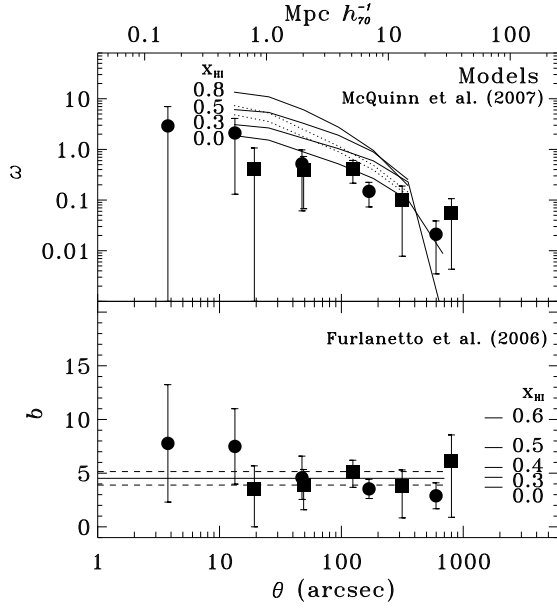 Mpc h₇₀⁻¹
0.1 1.0 10
Models
McQuinn et al. (2007)
x_HI
0.8
0.5
0.3
0.0
10
1.0
0.1
0.01
ω
Furlanetto et al. (2006)
x_HI
0.6
0.5
0.4
0.3
0.0
15
10
5
0
b
1 10 100 1000
θ (arcsec)